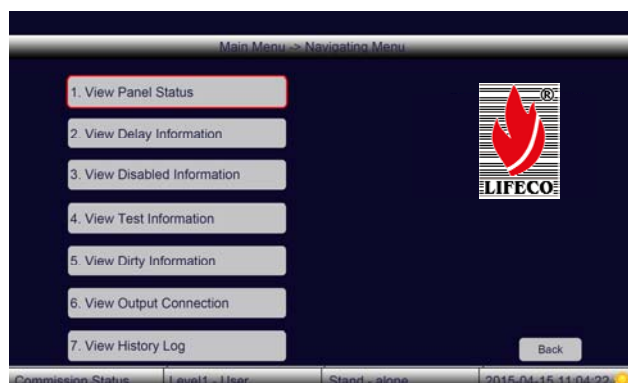 Main Menu -> Navigating Menu
1. View Panel Status
®
2. View Delay Information
3. View Disabled Information
LIFECO
4. View Test Information
5. View Dirty Information
6. View Output Connection
7. View History Log
Back
Commission Status Level1 - User Stand - alone 2015-04-15 11:04:22